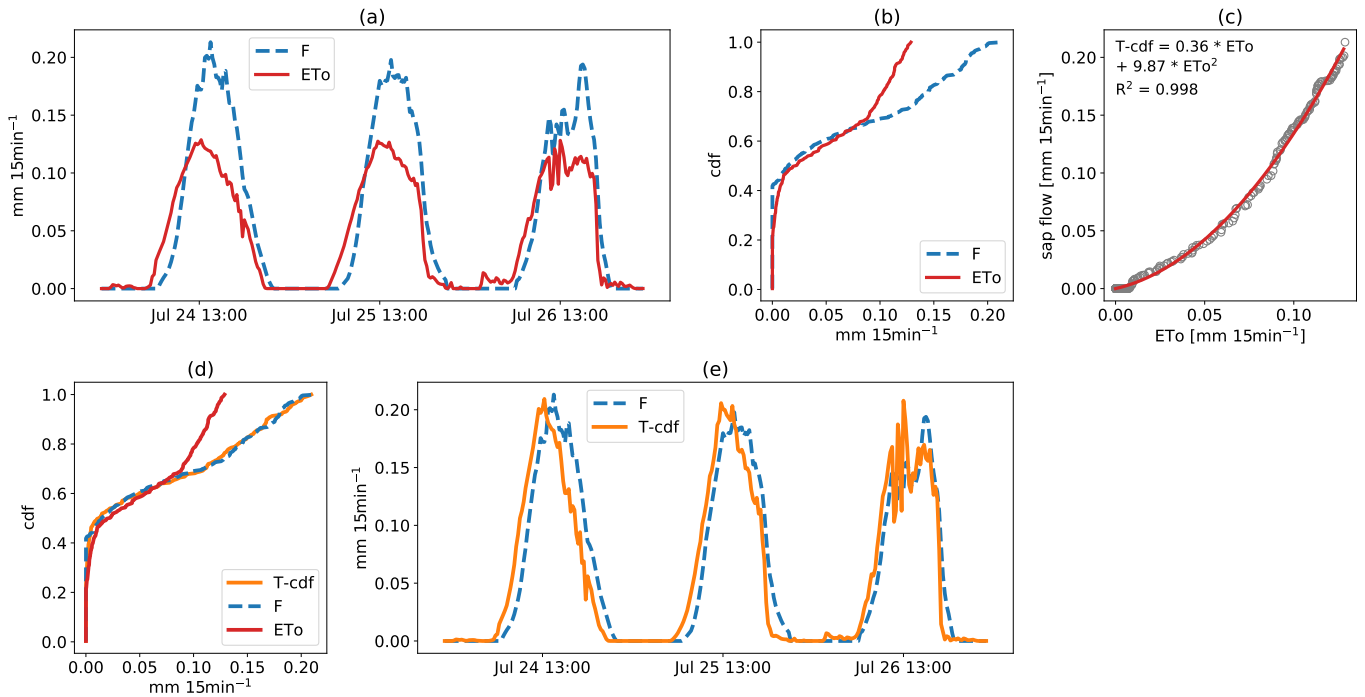 (a)
mm 15min⁻¹
0.20
0.15
0.10
0.05
0.00
F
ETo
Jul 24 13:00
Jul 25 13:00
Jul 26 13:00
(b)
cdf
1.0
0.8
0.6
0.4
0.2
0.0
F
ETo
0.00 0.05 0.10 0.15 0.20
mm 15min⁻¹
(c)
sap flow [mm 15min⁻¹]
0.20
0.15
0.10
0.05
0.00
T-cdf = 0.36 * ETo
+ 9.87 * ETo²
R² = 0.998
0.00 0.05 0.10
ETo [mm 15min⁻¹]
(d)
cdf
1.0
0.8
0.6
0.4
0.2
0.0
T-cdf
F
ETo
0.00 0.05 0.10 0.15 0.20
mm 15min⁻¹
(e)
mm 15min⁻¹
0.20
0.15
0.10
0.05
0.00
F
T-cdf
Jul 24 13:00
Jul 25 13:00
Jul 26 13:00